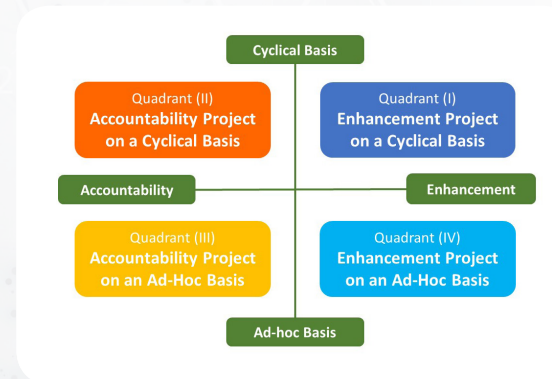 Cyclical Basis
Quadrant (II)
Accountability Project
on a Cyclical Basis
Quadrant (I)
Enhancement Project
on a Cyclical Basis
Accountability
Enhancement
Quadrant (III)
Accountability Project
on an Ad-Hoc Basis
Quadrant (IV)
Enhancement Project
on an Ad-Hoc Basis
Ad-hoc Basis